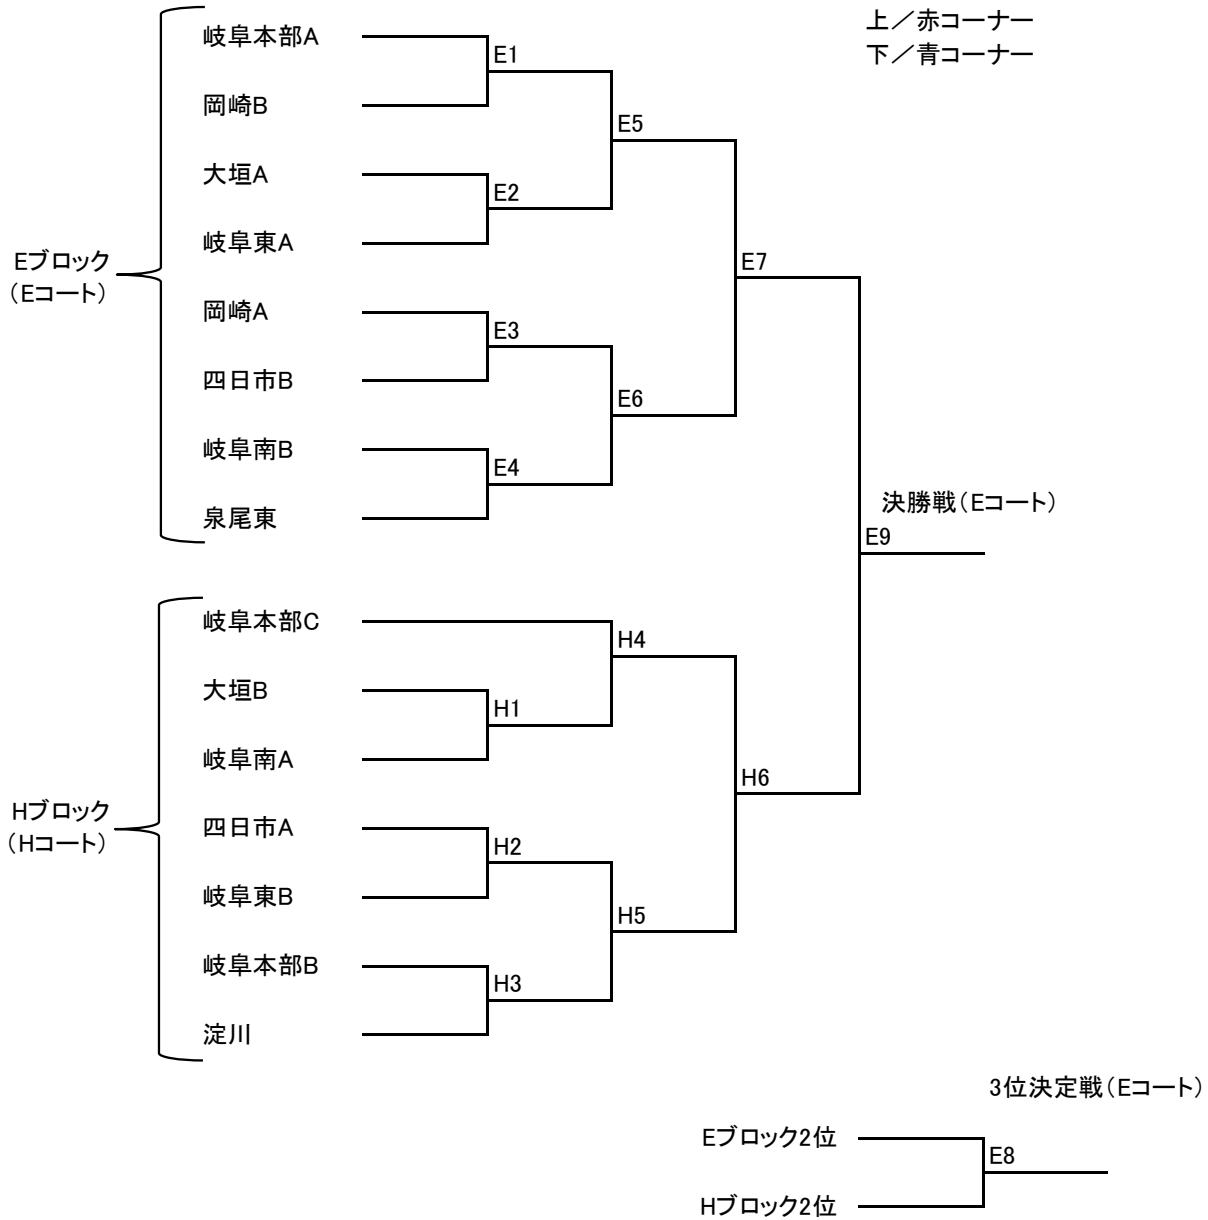 上／赤コーナー
下／青コーナー
岐阜本部A
E1
岡崎B
E5
大垣A
E2
岐阜東A
Eブロック
（Eコート）
E7
岡崎A
E3
四日市B
E6
岐阜南B
E4
泉尾東
決勝戦（Eコート）
E9
岐阜本部C
H4
大垣B
H1
岐阜南A
H6
Hブロック
（Hコート）
四日市A
H2
岐阜東B
H5
岐阜本部B
H3
淀川
3位決定戦（Eコート）
Eブロック2位
E8
Hブロック2位